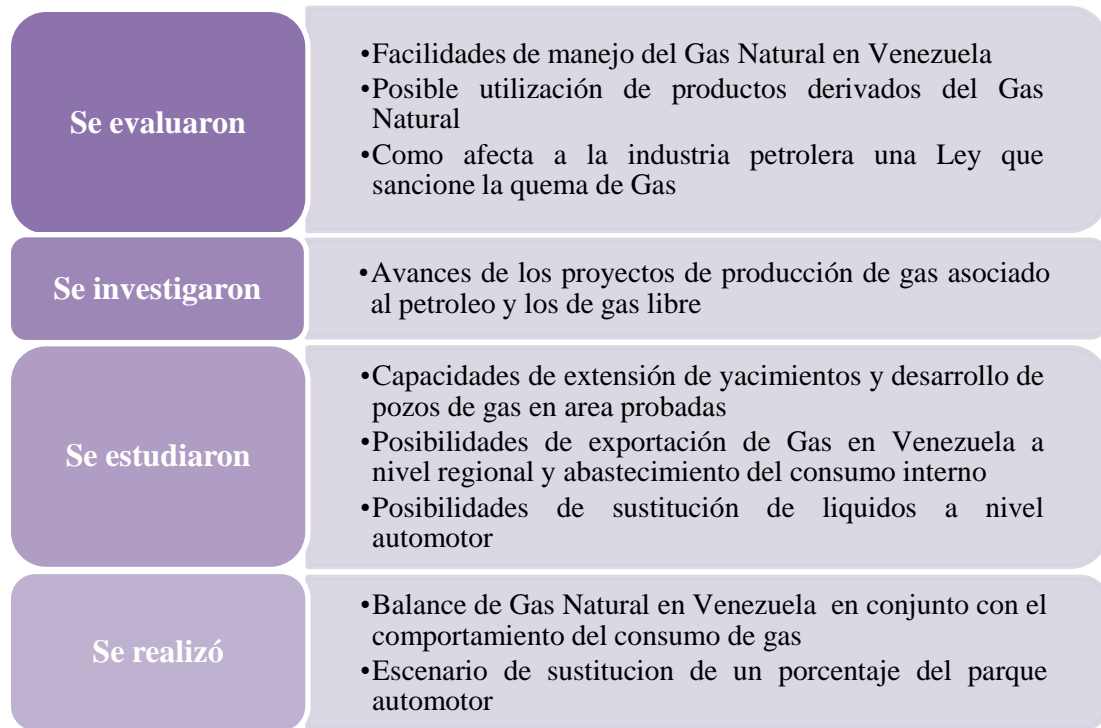 Se evaluaron
•Facilidades de manejo del Gas Natural en Venezuela
•Posible utilización de productos derivados del Gas
Natural
•Como afecta a la industria petrolera una Ley que
sancione la quema de Gas
Se investigaron
•Avances de los proyectos de producción de gas asociado
al petroleo y los de gas libre
Se estudiaron
•Capacidades de extensión de yacimientos y desarrollo de
pozos de gas en area probadas
•Posibilidades de exportación de Gas en Venezuela a
nivel regional y abastecimiento del consumo interno
•Posibilidades de sustitución de liquidos a nivel
automotor
Se realizó
•Balance de Gas Natural en Venezuela en conjunto con el
comportamiento del consumo de gas
•Escenario de sustitucion de un porcentaje del parque
automotor